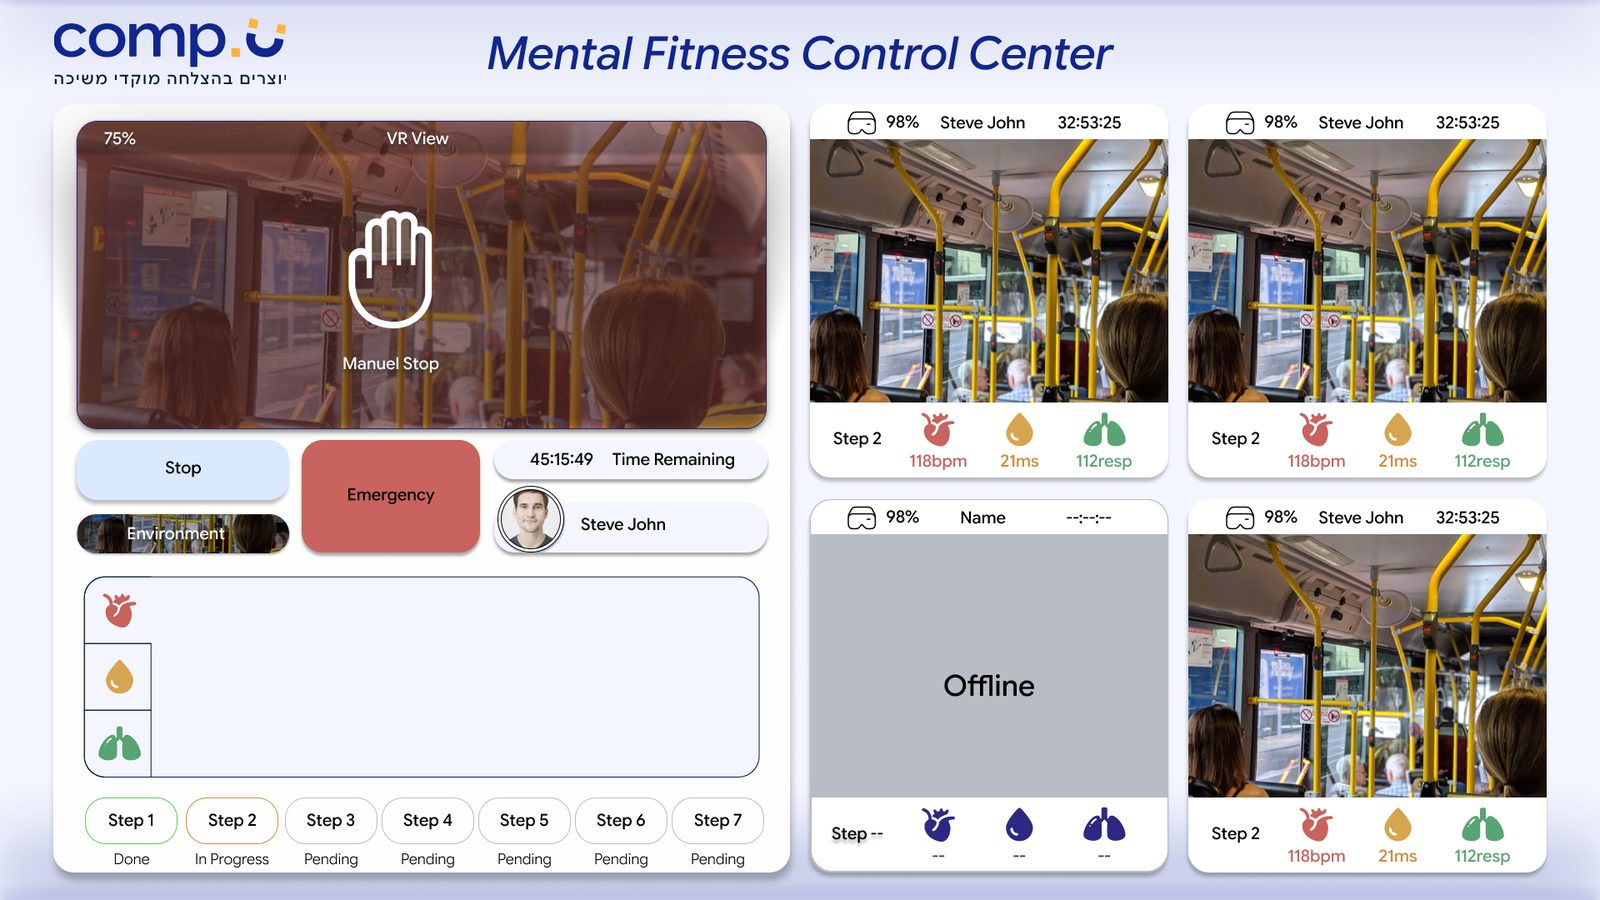 comp.U
יוצרים בהצלחה מוקדי משיכה
Mental Fitness Control Center
75%
VR View
Manuel Stop
Stop
Emergency
45:15:49 Time Remaining
Environment
Steve John
Step 1
Step 2
Step 3
Step 4
Step 5
Step 6
Step 7
Done
In Progress
Pending
Pending
Pending
Pending
Pending
98% Steve John 32:53:25
Step 2
118bpm
21ms
112resp
98% Steve John 32:53:25
Step 2
118bpm
21ms
112resp
98% Name --:--:--
Offline
Step --
--
--
--
98% Steve John 32:53:25
Step 2
118bpm
21ms
112resp